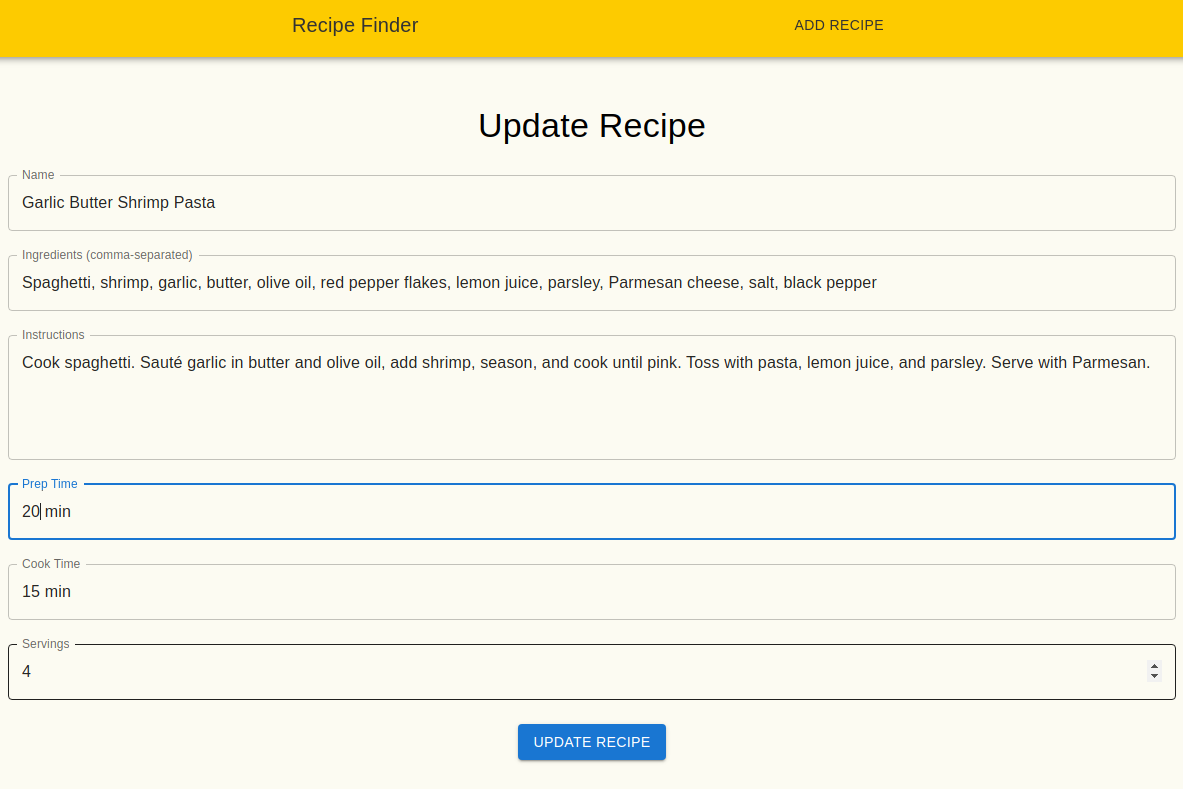 Recipe Finder
ADD RECIPE
Update Recipe
Name
Garlic Butter Shrimp Pasta
Ingredients (comma-separated)
Spaghetti, shrimp, garlic, butter, olive oil, red pepper flakes, lemon juice, parsley, Parmesan cheese, salt, black pepper
Instructions
Cook spaghetti. Sauté garlic in butter and olive oil, add shrimp, season, and cook until pink. Toss with pasta, lemon juice, and parsley. Serve with Parmesan.
Prep Time
20 min
Cook Time
15 min
Servings
4
UPDATE RECIPE